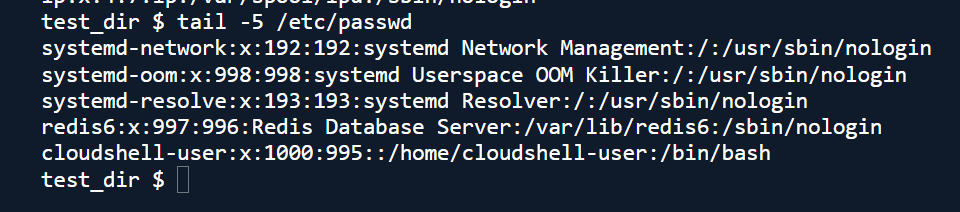 test_dir $ tail -5 /etc/passwd
systemd-network:x:192:192:systemd Network Management:/:/usr/sbin/nologin
systemd-oom:x:998:998:systemd Userspace OOM Killer:/:/usr/sbin/nologin
systemd-resolve:x:193:193:systemd Resolver:/:/usr/sbin/nologin
redis6:x:997:996:Redis Database Server:/var/lib/redis6:/sbin/nologin
cloudshell-user:x:1000:995::/home/cloudshell-user:/bin/bash
test_dir $